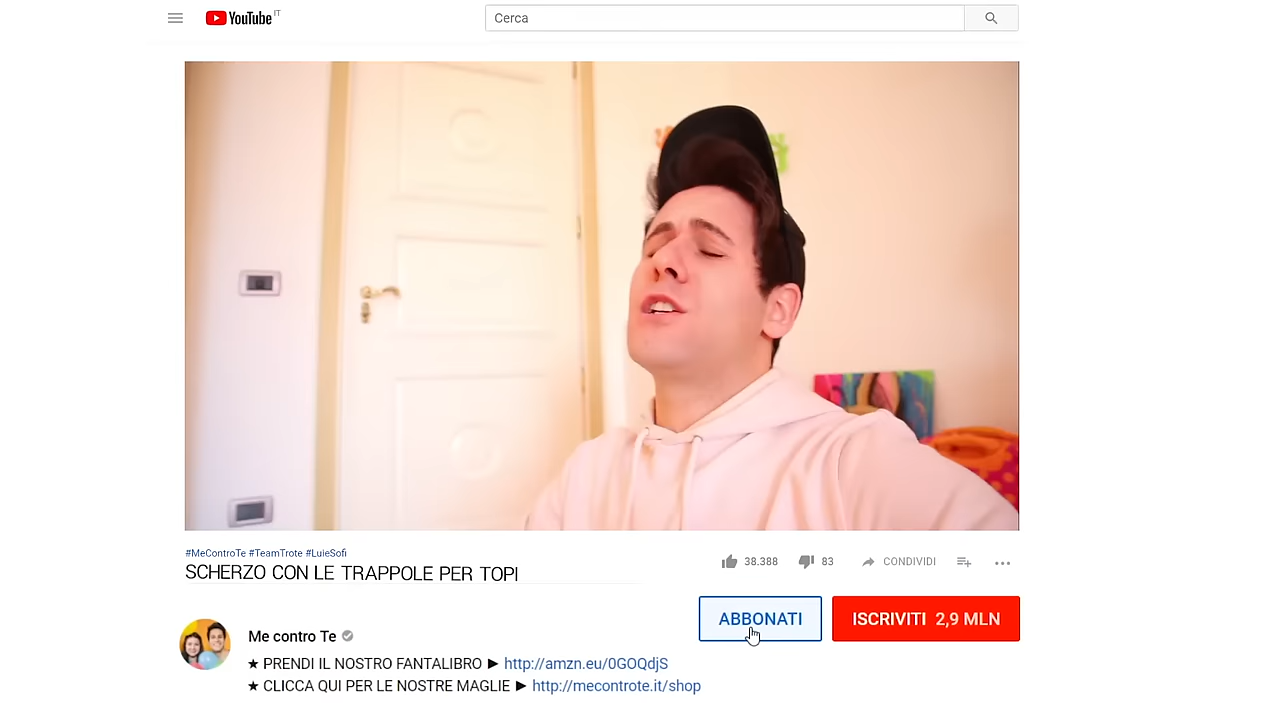 YouTube IT
Cerca
#MeControTe #TeamTrote #LuieSofi
38.388
83
CONDIVIDI
SCHERZO CON LE TRAPPOLE PER TOPI
ABBONATI
ISCRIVITI 2,9 MLN
Me contro Te
★ PRENDI IL NOSTRO FANTALIBRO ► http://amzn.eu/0GOQdjS
★ CLICCA QUI PER LE NOSTRE MAGLIE ► http://mecontrote.it/shop